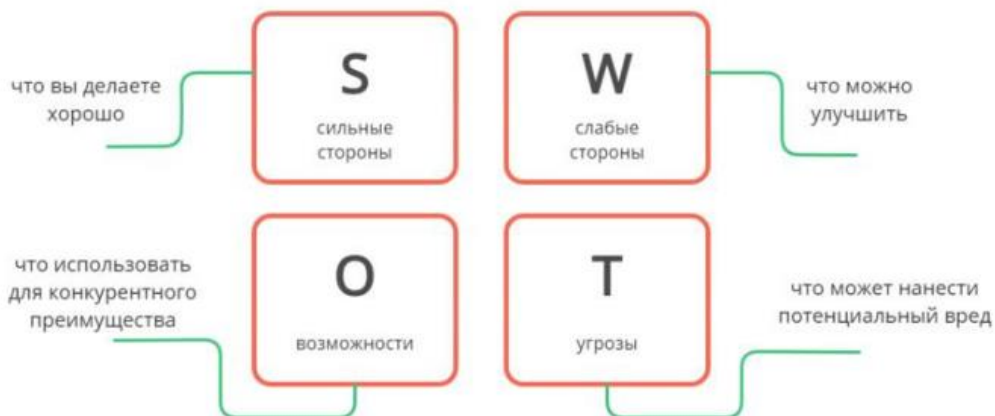 что вы делаете
хорошо
S
сильные
стороны
W
слабые
стороны
что можно
улучшить
что использовать
для конкурентного
преимущества
O
возможности
T
угрозы
что может нанести
потенциальный вред